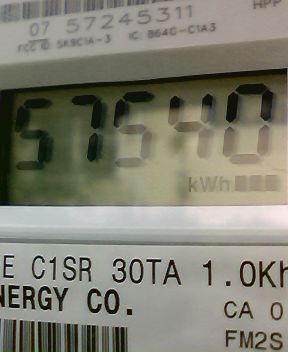 HPP
07 57245311
FCC ID: SK9C1A-3 IC: 864G-C1A3
57540
kWh
E C1SR 30TA 1.0Kh
NERGY CO.
CA 0
FM2S